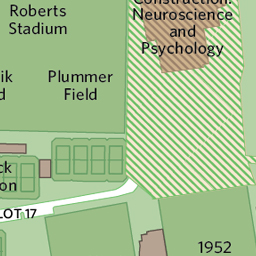 Roberts
Stadium
Construction:
Neuroscience
and
Psychology
Plummer
Field
LOT 17
1952